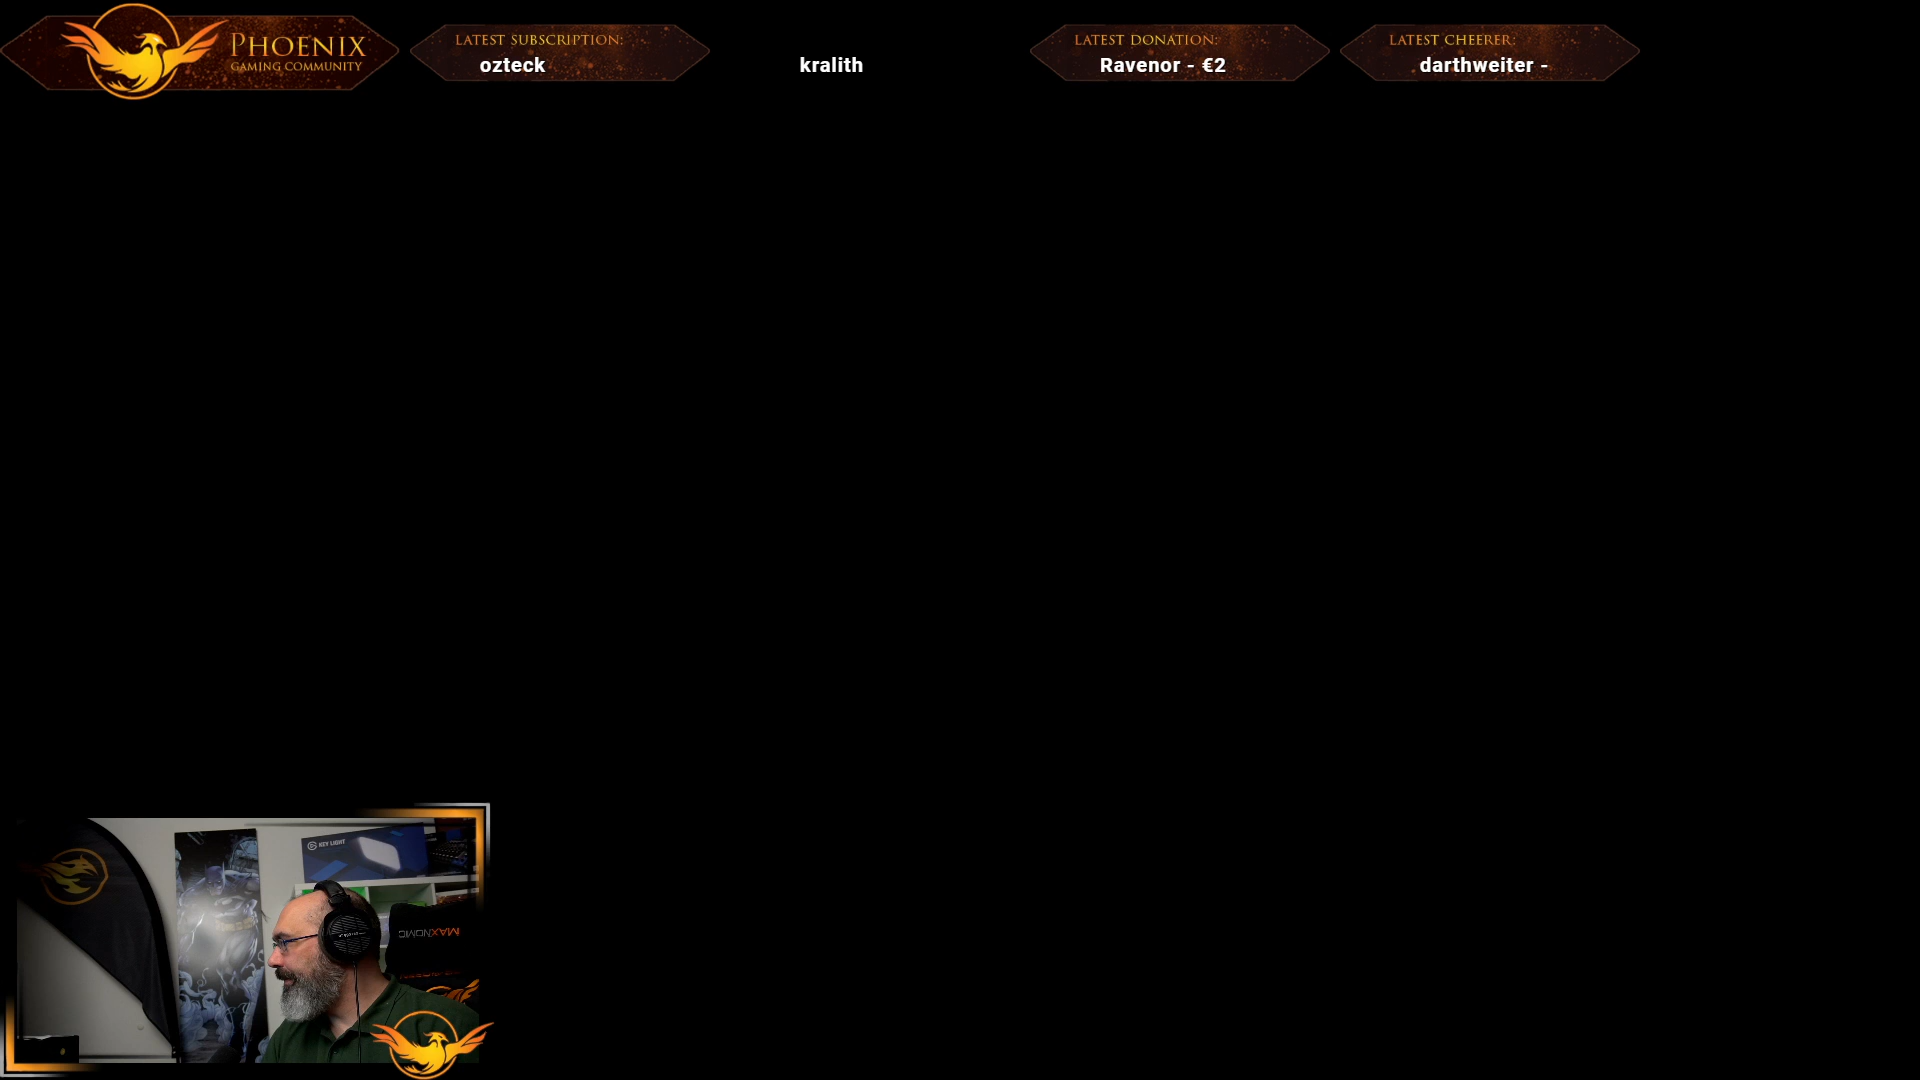 PHOENIX
GAMING COMMUNITY
LATEST SUBSCRIPTION:
ozteck
kralith
LATEST DONATION:
Ravenor - €2
LATEST CHEERER:
darthweiter -
KEY LIGHT
MAXNOMIC